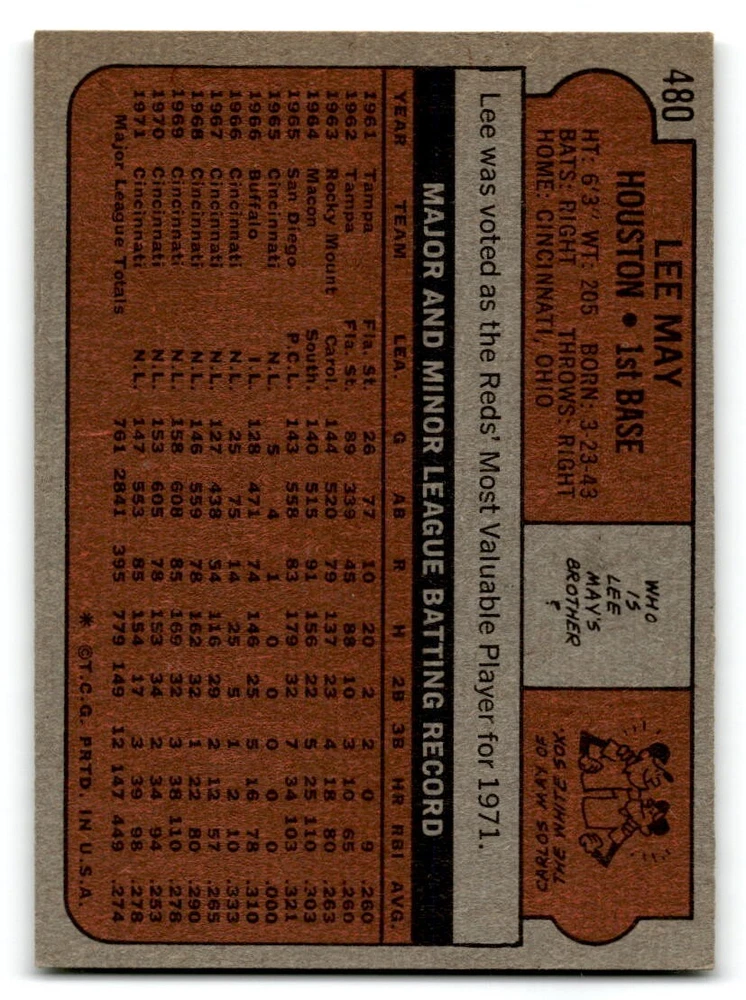 480
LEE MAY
HOUSTON • 1st BASE
HT: 6'3" WT: 205 BORN: 3-23-43
BATS: RIGHT THROWS: RIGHT
HOME: CINCINNATI, OHIO
WHO
IS
LEE
MAY'S
BROTHER
?
CARLOS MAY OF
THE WHITE SOX
Lee was voted as the Reds' Most Valuable Player for 1971.
MAJOR AND MINOR LEAGUE BATTING RECORD
YEAR TEAM LEA. G AB R H 2B 3B HR RBI AVG.
1961 Tampa Fla. St. 26 77 10 20 2 2 0 9 .260
1962 Tampa Fla. St. 89 339 45 88 10 3 10 65 .260
1963 Rocky Mount Carol. 144 520 79 137 23 4 18 80 .263
1964 Macon South. 140 515 91 156 22 5 25 110 .303
1965 San Diego P.C.L. 143 558 83 179 32 7 34 103 .321
1965 Cincinnati N.L. 5 4 1 0 0 0 0 0 .000
1966 Buffalo I.L. 128 471 74 146 25 5 16 78 .310
1966 Cincinnati N.L. 25 75 14 25 5 1 2 10 .333
1967 Cincinnati N.L. 127 438 54 116 29 2 12 57 .265
1968 Cincinnati N.L. 146 559 78 162 32 1 22 80 .290
1969 Cincinnati N.L. 158 608 85 169 32 3 38 110 .278
1970 Cincinnati N.L. 153 605 78 153 34 2 34 94 .253
1971 Cincinnati N.L. 147 553 85 154 17 3 39 98 .278
Major League Totals 761 2841 395 779 149 12 147 449 .274
* © T.C.G. PRTD. IN U.S.A.